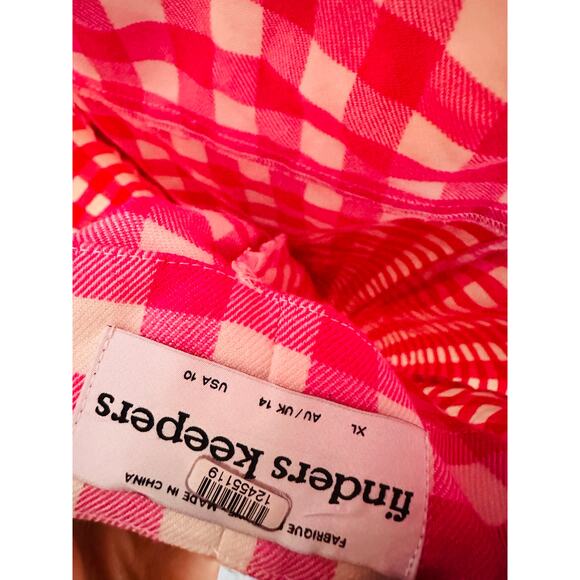 XL AU / UK 14 USA 10
finders keepers
12455119
FABRIQUE
MADE IN CHINA